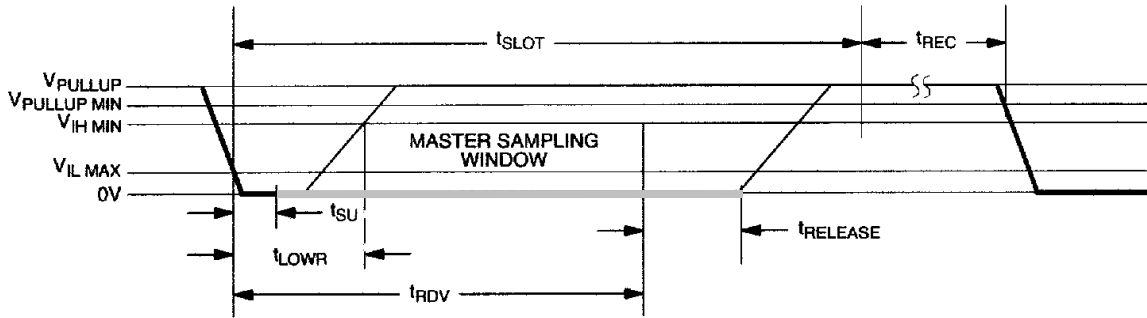 tSLOT
tREC
VPULLUP
VPULLUP MIN
VIH MIN
MASTER SAMPLING
WINDOW
VIL MAX
0V
tSU
tRELEASE
tLOWR
tRDV